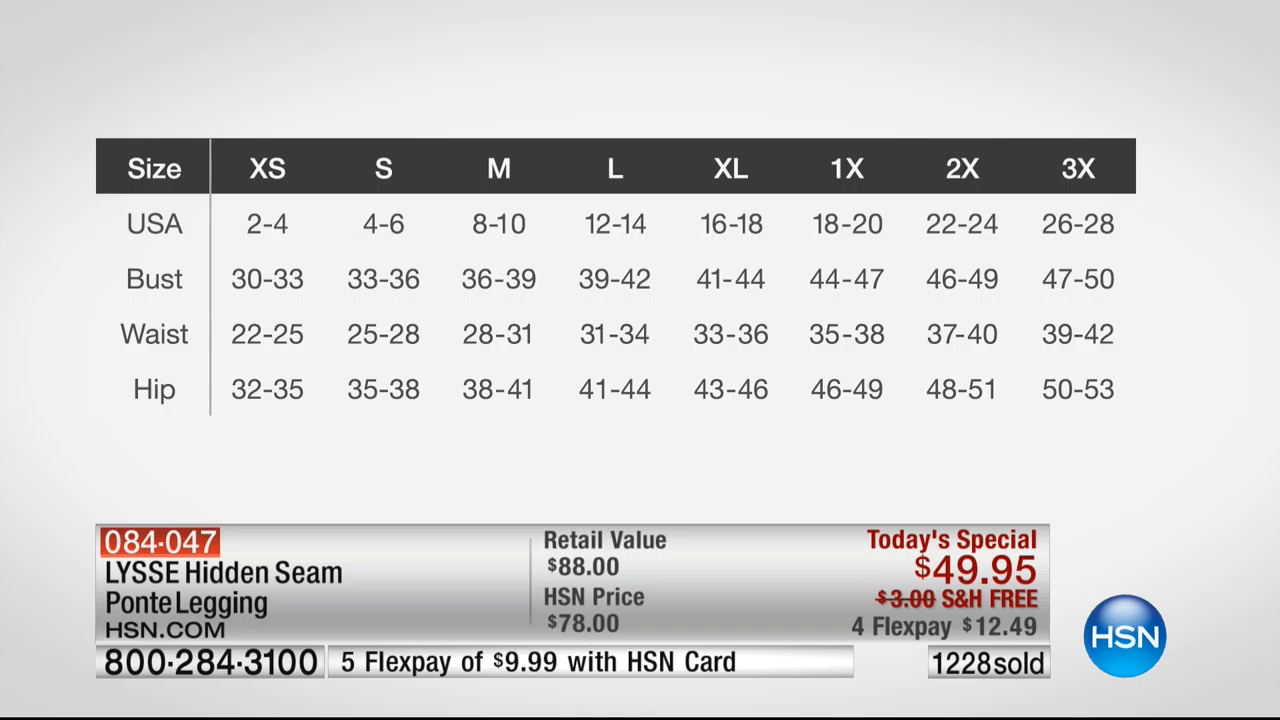 Size XS S M L XL 1X 2X 3X
USA 2-4 4-6 8-10 12-14 16-18 18-20 22-24 26-28
Bust 30-33 33-36 36-39 39-42 41-44 44-47 46-49 47-50
Waist 22-25 25-28 28-31 31-34 33-36 35-38 37-40 39-42
Hip 32-35 35-38 38-41 41-44 43-46 46-49 48-51 50-53
084·047
LYSSE Hidden Seam
Ponte Legging
HSN.COM
Retail Value
$88.00
HSN Price
$78.00
Today's Special
$49.95
$3.00 S&H FREE
4 Flexpay $12.49
800·284·3100
5 Flexpay of $9.99 with HSN Card
1228sold
HSN